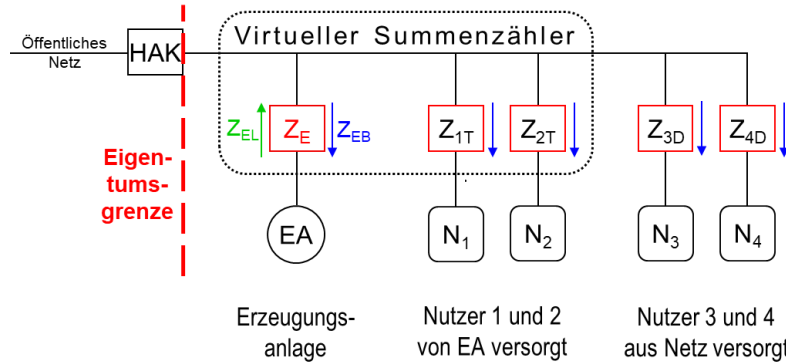 Öffentliches
Netz
HAK
Virtueller Summenzähler
Z_EL
Z_E
Z_EB
Z_1T
Z_2T
Z_3D
Z_4D
Eigen-
tums-
grenze
EA
N_1
N_2
N_3
N_4
Erzeugungs-
anlage
Nutzer 1 und 2
von EA versorgt
Nutzer 3 und 4
aus Netz versorgt